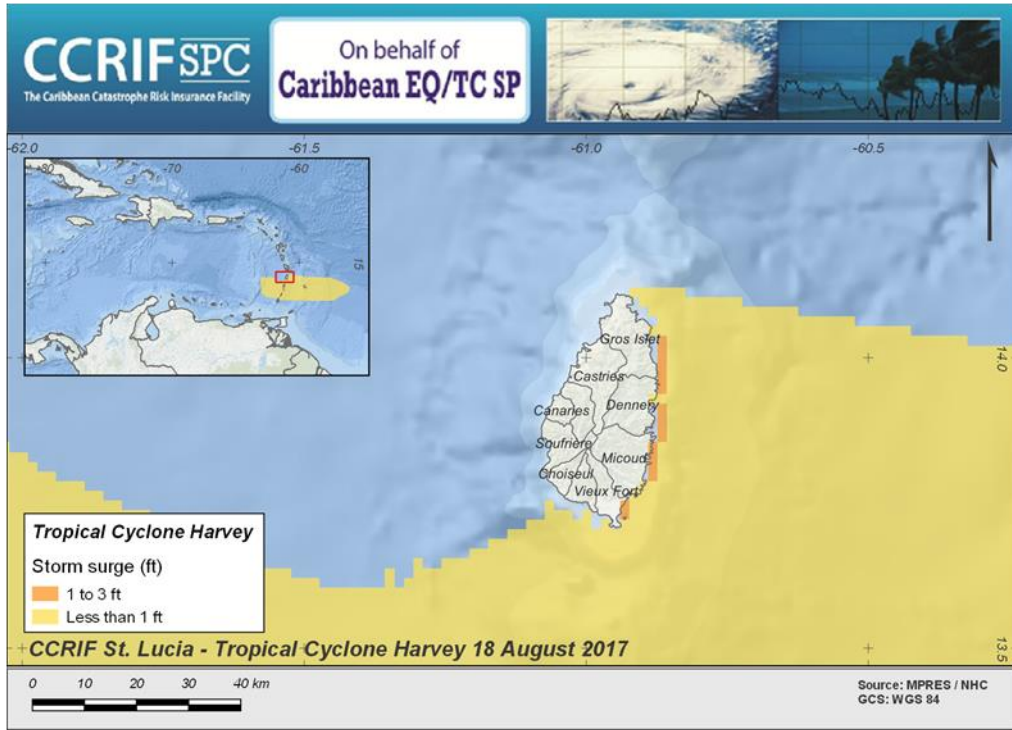 CCRIF SPC
The Caribbean Catastrophe Risk Insurance Facility
On behalf of
Caribbean EQ/TC SP
-62.0
-61.5
-61.0
-60.5
-80
-70
-60
15
Gros Islet
14.0
Castries
Dennery
Canaries
Soufrière
Micoud
Choiseul
Vieux Fort
Tropical Cyclone Harvey
Storm surge (ft)
1 to 3 ft
Less than 1 ft
CCRIF St. Lucia - Tropical Cyclone Harvey 18 August 2017
13.5
0 10 20 30 40 km
Source: MPRES / NHC
GCS: WGS 84